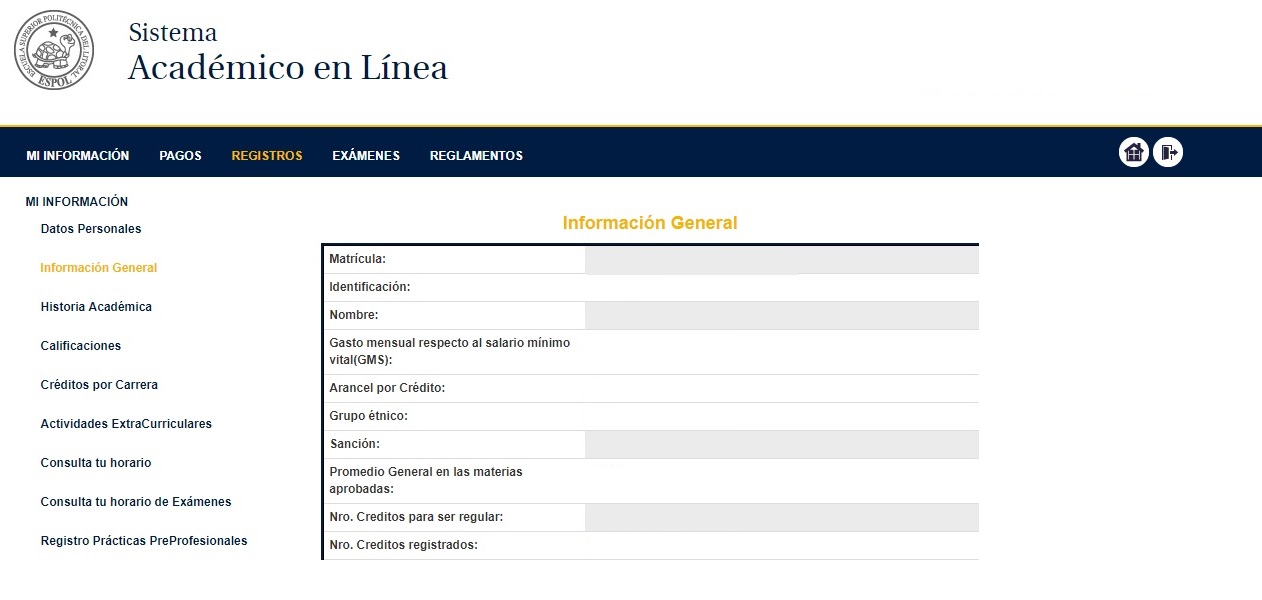 ESCUELA SUPERIOR POLITÉCNICA DEL LITORAL
ESPOL
Sistema
Académico en Línea
MI INFORMACIÓN PAGOS REGISTROS EXÁMENES REGLAMENTOS
MI INFORMACIÓN
Datos Personales
Información General
Historia Académica
Calificaciones
Créditos por Carrera
Actividades ExtraCurriculares
Consulta tu horario
Consulta tu horario de Exámenes
Registro Prácticas PreProfesionales
Información General
Matrícula:
Identificación:
Nombre:
Gasto mensual respecto al salario mínimo
vital(GMS):
Arancel por Crédito:
Grupo étnico:
Sanción:
Promedio General en las materias
aprobadas:
Nro. Creditos para ser regular:
Nro. Creditos registrados: